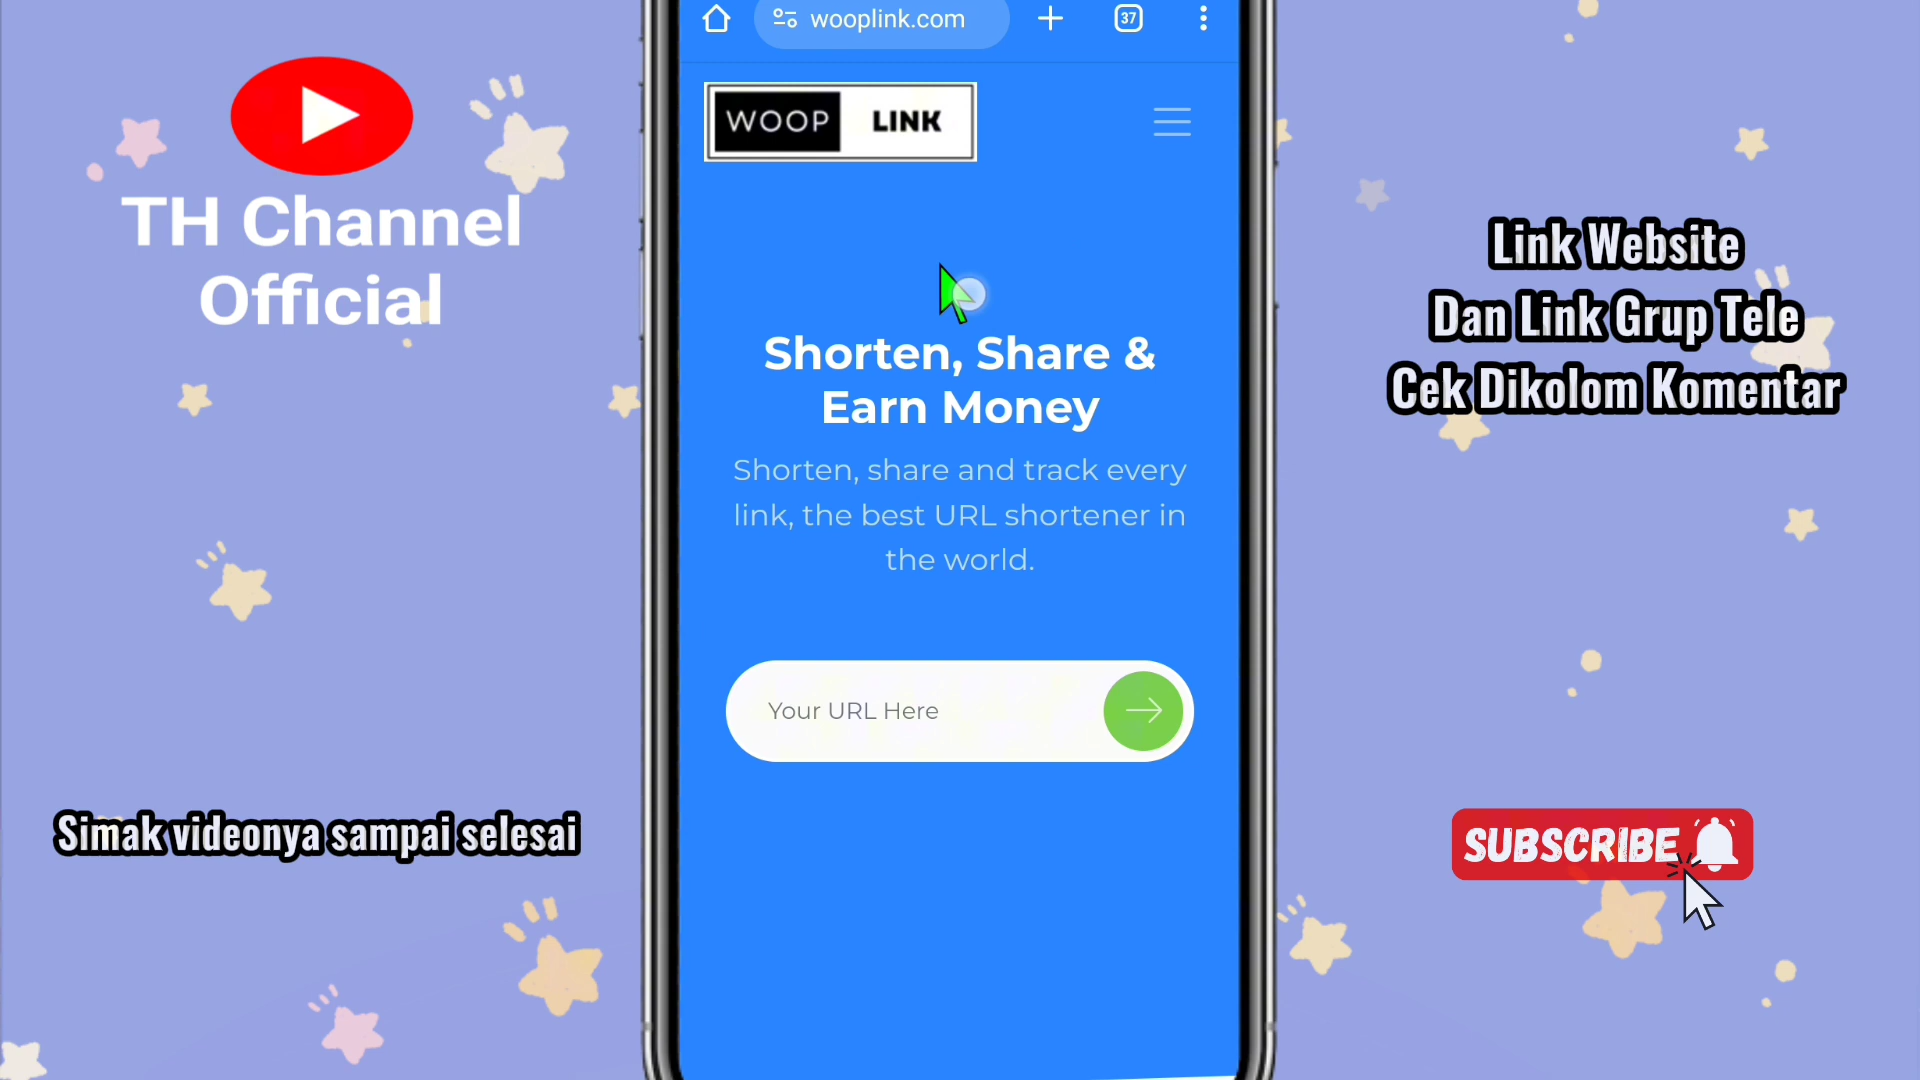 TH Channel
Official
Simak videonya sampai selesai
wooplink.com
37
WOOP LINK
Shorten, Share &
Earn Money
Shorten, share and track every
link, the best URL shortener in
the world.
Your URL Here
Link Website
Dan Link Grup Tele
Cek Dikolom Komentar
SUBSCRIBE